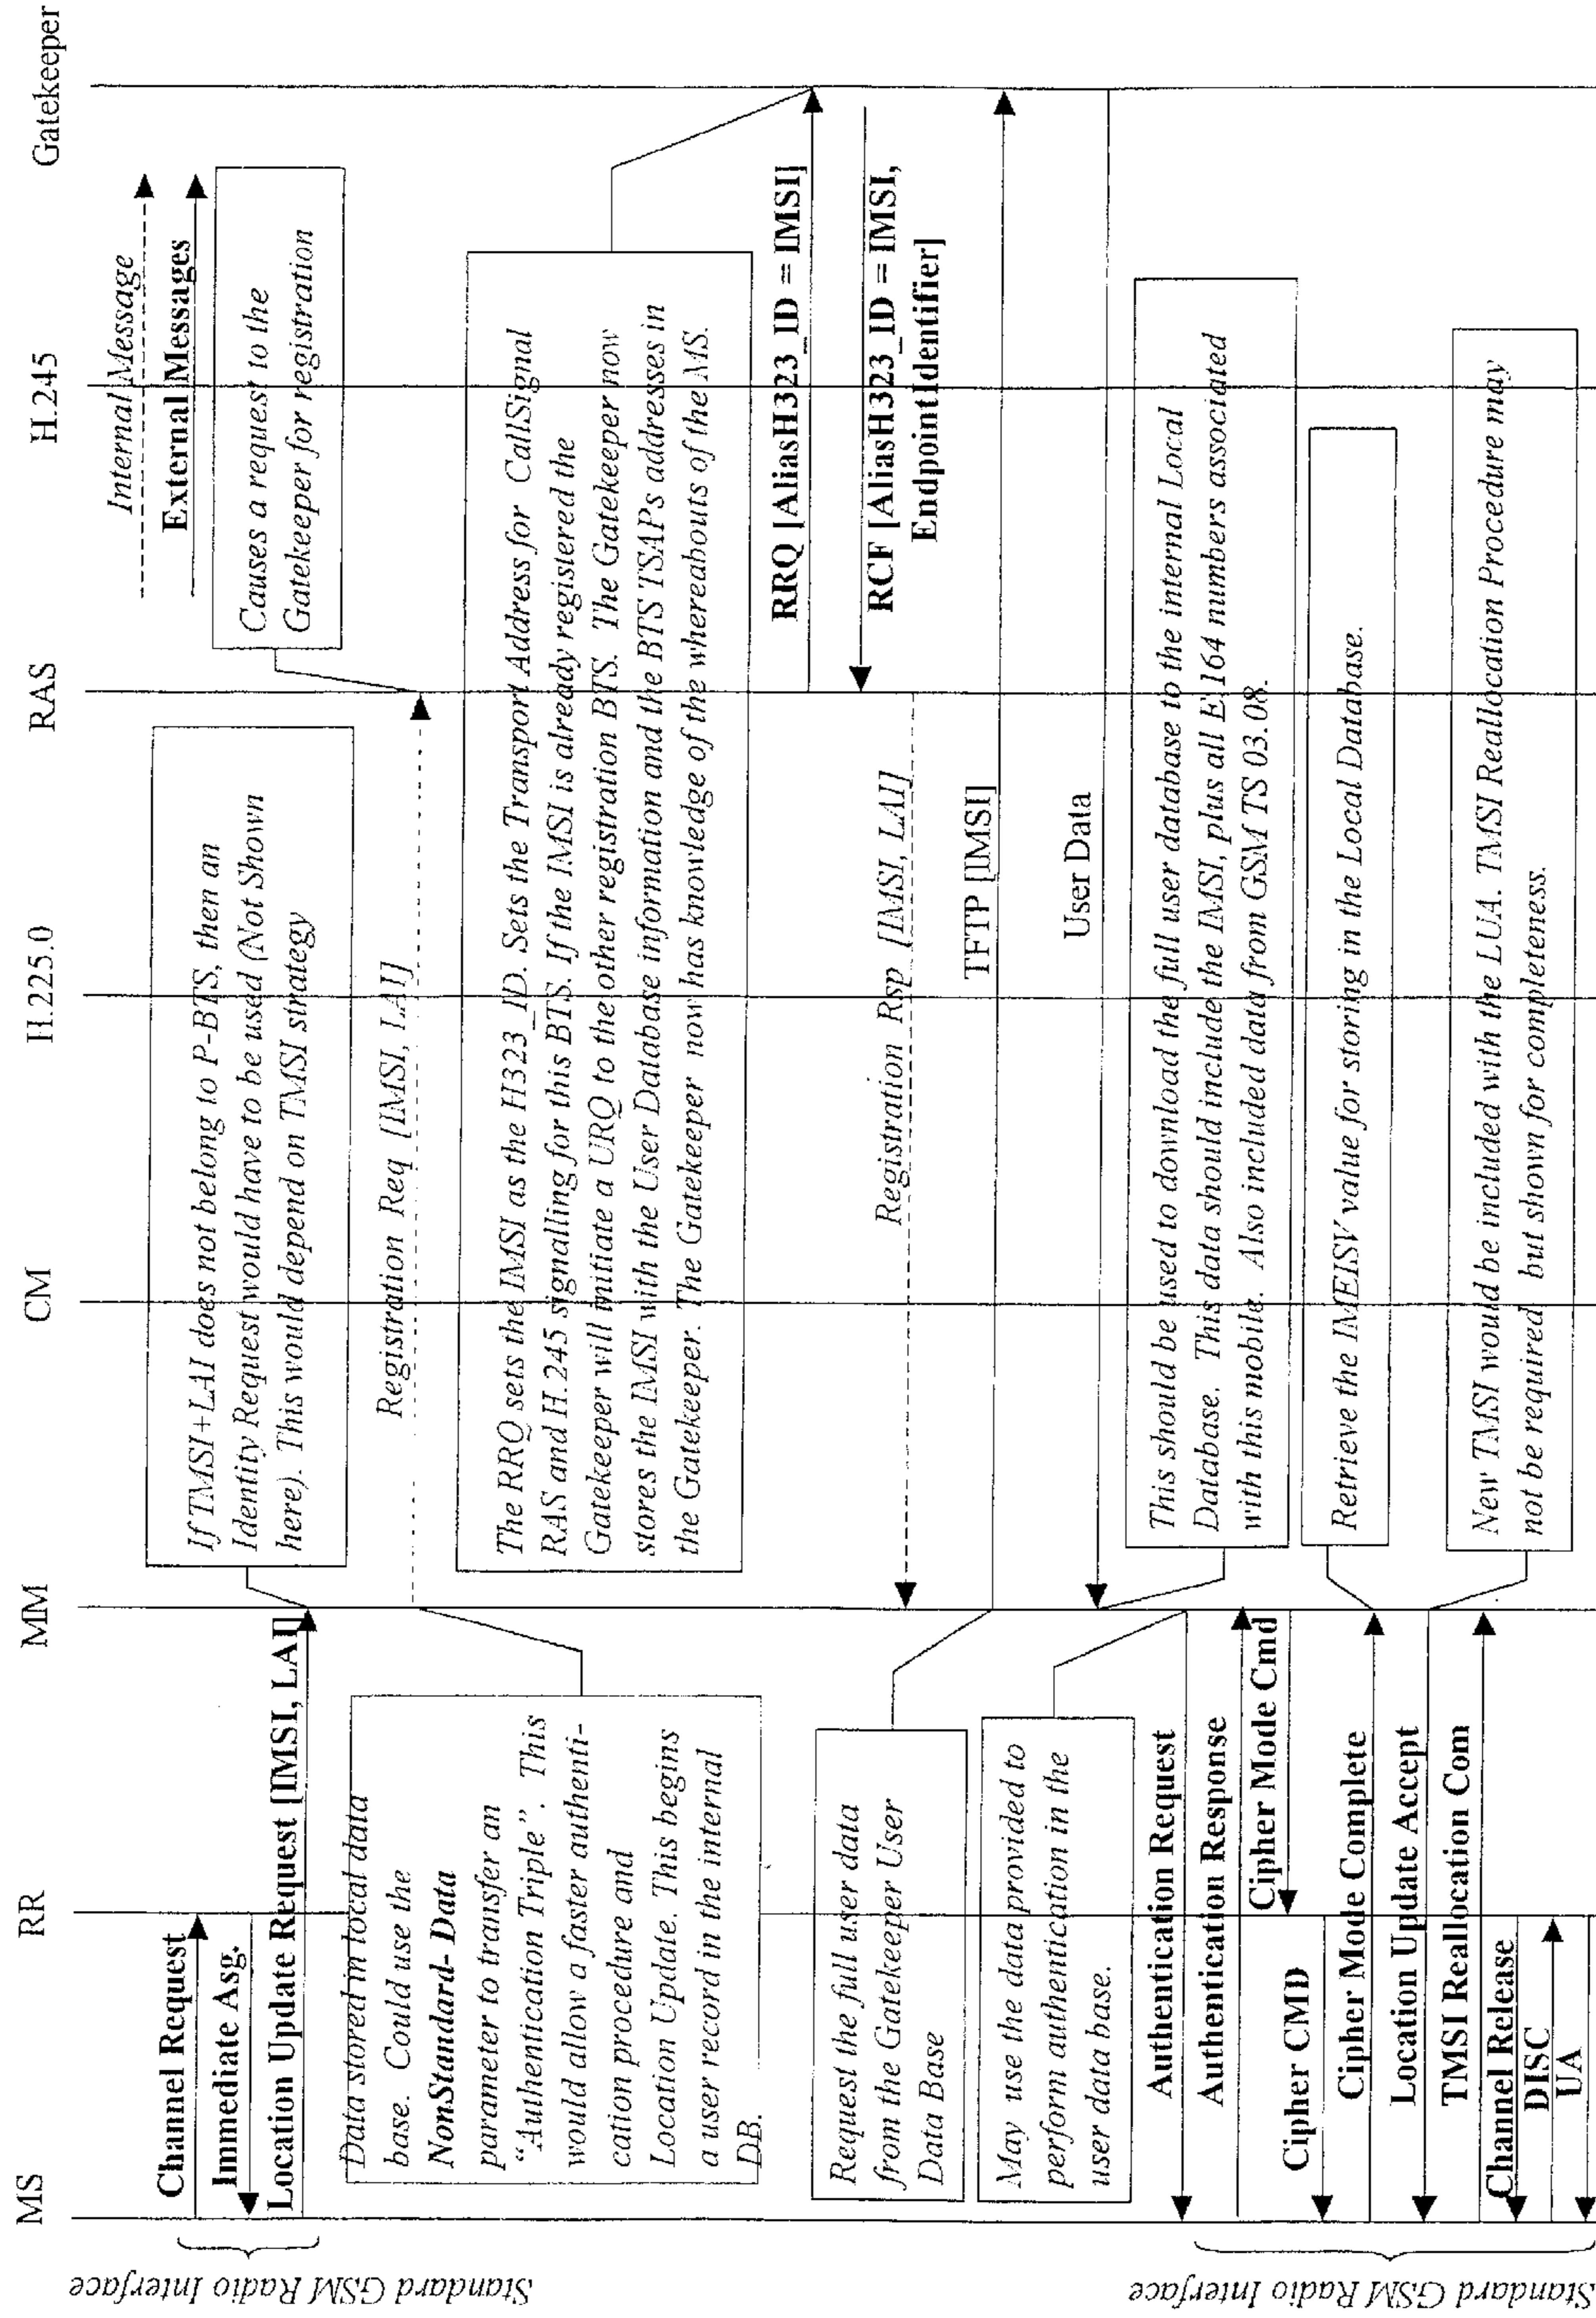 MS
RR
MM
CM
H.225.0
RAS
H.245
Gatekeeper
Internal Message
External Messages
Standard GSM Radio Interface
Channel Request
Immediate Asg.
Location Update Request [IMSI, LAI]
If TMSI+LAI does not belong to P-BTS, then an
Identity Request would have to be used (Not Shown
here). This would depend on TMSI strategy
Causes a request to the
Gatekeeper for registration
Registration Req [IMSI, LAI]
Data stored in local data
base. Could use the
NonStandard- Data
parameter to transfer an
"Authentication Triple". This
would allow a faster authenti-
cation procedure and
Location Update. This begins
a user record in the internal
DB.
The RRQ sets the IMSI as the H323_ID. Sets the Transport Address for CallSignal
RAS and H.245 signalling for this BTS. If the IMSI is already registered the
Gatekeeper will initiate a URQ to the other registration BTS. The Gatekeeper now
stores the IMSI with the User Database information and the BTS TSAPs addresses in
the Gatekeeper. The Gatekeeper now has knowledge of the whereabouts of the MS.
RRQ [AliasH323_ID = IMSI]
RCF [AliasH323_ID = IMSI,
EndpointIdentifier]
Registration Rsp [IMSI, LAI]
Request the full user data
from the Gatekeeper User
Data Base
TFTP [IMSI]
User Data
May use the data provided to
perform authentication in the
user data base.
This should be used to download the full user database to the internal Local
Database. This data should include the IMSI, plus all E.164 numbers associated
with this mobile. Also included data from GSM TS 03.08.
Standard GSM Radio Interface
Authentication Request
Authentication Response
Cipher Mode Cmd
Cipher CMD
Cipher Mode Complete
Retrieve the IMEISV value for storing in the Local Database.
Location Update Accept
TMSI Reallocation Com
New TMSI would be included with the LUA. TMSI Reallocation Procedure may
not be required but shown for completeness.
Channel Release
DISC
UA